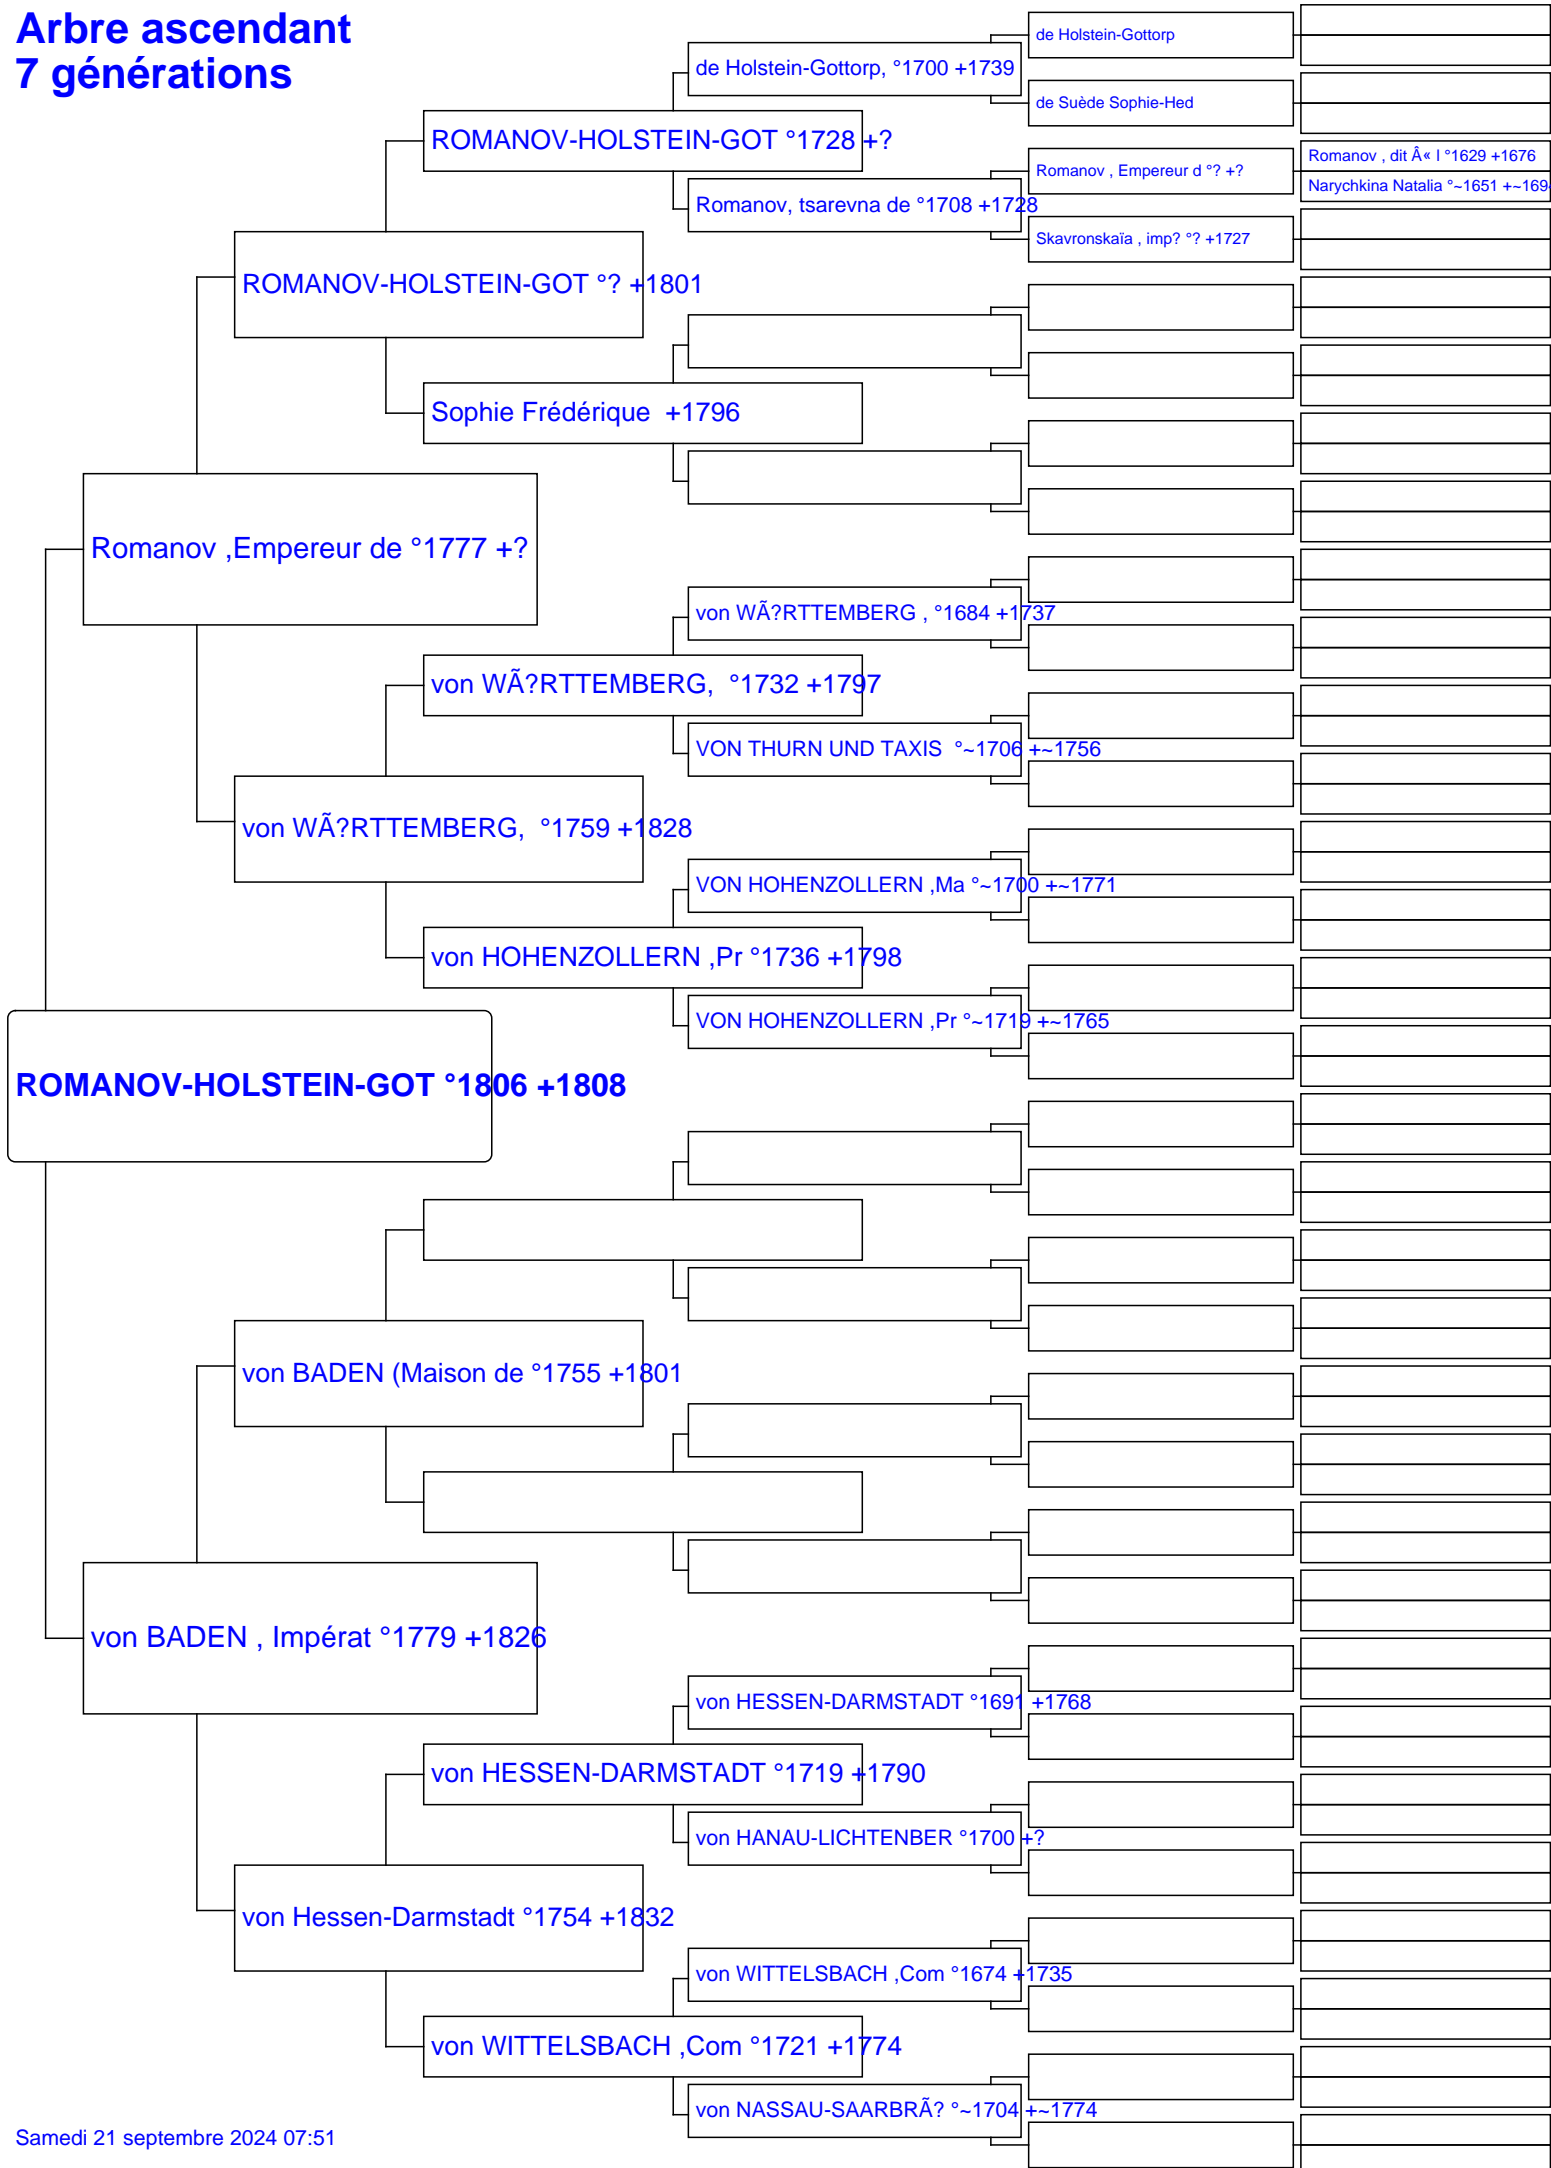 Arbre ascendant
7 générations
de Holstein-Gottorp
de Holstein-Gottorp, °1700 +1739
de Suède Sophie-Hed
ROMANOV-HOLSTEIN-GOT °1728 +?
Romanov , dit Â« l °1629 +1676
Romanov , Empereur d °? +?
Narychkina Natalia °~1651 +~169
Romanov, tsarevna de °1708 +1728
Skavronskaïa , imp? °? +1727
ROMANOV-HOLSTEIN-GOT °? +1801
Sophie Frédérique  +1796
Romanov ,Empereur de °1777 +?
von WÃ?RTTEMBERG , °1684 +1737
von WÃ?RTTEMBERG,  °1732 +1797
VON THURN UND TAXIS  °~1706 +~1756
von WÃ?RTTEMBERG,  °1759 +1828
VON HOHENZOLLERN ,Ma °~1700 +~1771
von HOHENZOLLERN ,Pr °1736 +1798
VON HOHENZOLLERN ,Pr °~1719 +~1765
ROMANOV-HOLSTEIN-GOT °1806 +1808
von BADEN (Maison de °1755 +1801
von BADEN , Impérat °1779 +1826
von HESSEN-DARMSTADT °1691 +1768
von HESSEN-DARMSTADT °1719 +1790
von HANAU-LICHTENBER °1700 +?
von Hessen-Darmstadt °1754 +1832
von WITTELSBACH ,Com °1674 +1735
von WITTELSBACH ,Com °1721 +1774
von NASSAU-SAARBRÃ? °~1704 +~1774
Samedi 21 septembre 2024 07:51